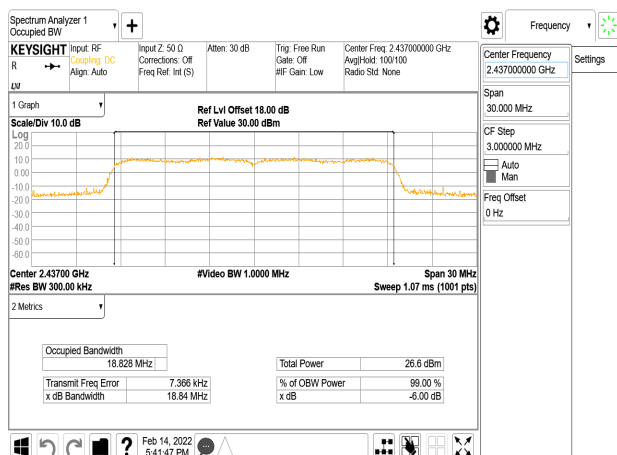 Spectrum Analyzer 1
Occupied BW
Frequency
KEYSIGHT
R
Input: RF
Coupling: DC
Align: Auto
Input Z: 50 Ω
Corrections: Off
Freq Ref: Int (S)
Atten: 30 dB
Trig: Free Run
Gate: Off
#IF Gain: Low
Center Freq: 2.437000000 GHz
Avg|Hold: 100/100
Radio Std: None
Center Frequency
2.437000000 GHz
Settings
Span
30.000 MHz
CF Step
3.000000 MHz
Auto
Man
Freq Offset
0 Hz
1 Graph
Scale/Div 10.0 dB
Ref Lvl Offset 18.00 dB
Ref Value 30.00 dBm
Log
20.0
10.0
0.00
-10.0
-20.0
-30.0
-40.0
-50.0
-60.0
Center 2.43700 GHz
#Video BW 1.0000 MHz
Span 30 MHz
#Res BW 300.00 kHz
Sweep 1.07 ms (1001 pts)
2 Metrics
Occupied Bandwidth
18.828 MHz
Total Power 26.6 dBm
Transmit Freq Error 7.366 kHz
% of OBW Power 99.00 %
x dB Bandwidth 18.84 MHz
x dB -6.00 dB
?
Feb 14, 2022
5:41:47 PM